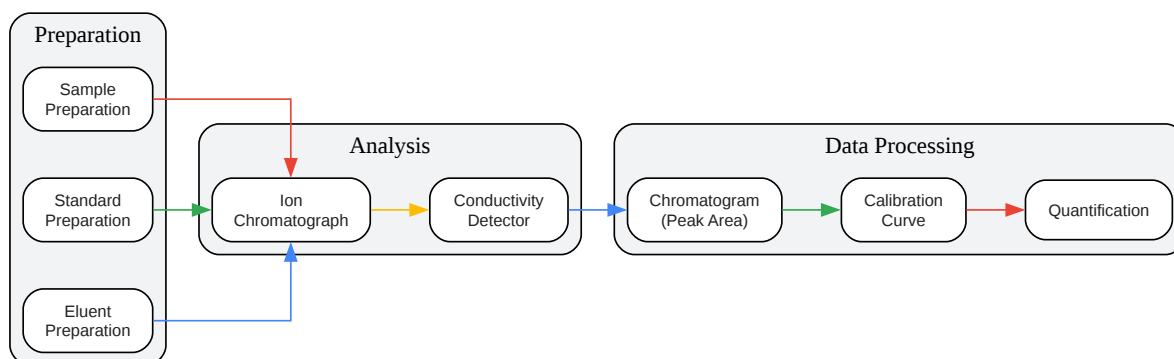 Preparation
Sample
Preparation
Standard
Preparation
Eluent
Preparation
Analysis
Ion
Chromatograph
Conductivity
Detector
Data Processing
Chromatogram
(Peak Area)
Calibration
Curve
Quantification